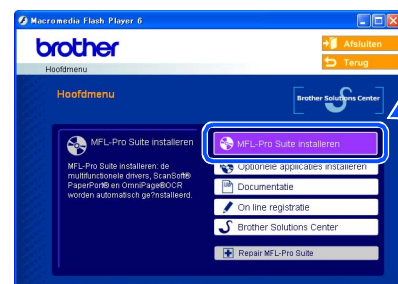 Macromedia Flash Player 6
brother
Afsluiten
Terug
Hoofdmenu
Hoofdmenu
Brother Solutions Center
MFL-Pro Suite installeren
MFL-Pro Suite installeren: de
multifunctionele drivers, ScanSoft®
PaperPort® en OmniPage®OCR
worden automatisch ge?nstalleerd.
MFL-Pro Suite installeren
Optionele applicaties installeren
Documentatie
On line registratie
Brother Solutions Center
Repair MFL-Pro Suite